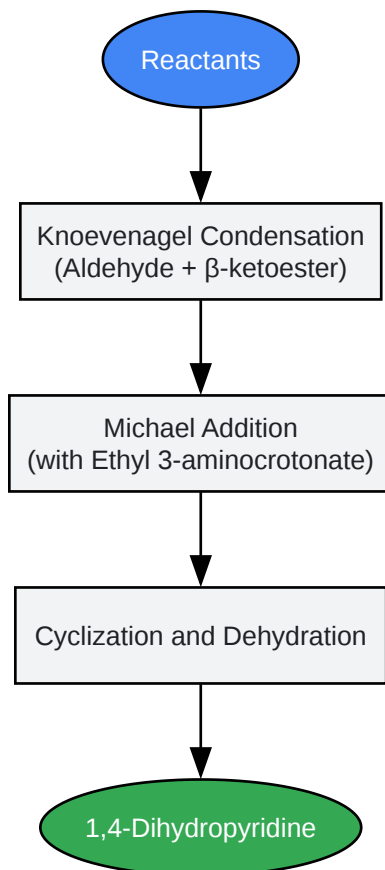 Reactants
Knoevenagel Condensation
(Aldehyde + β-ketoester)
Michael Addition
(with Ethyl 3-aminocrotonate)
Cyclization and Dehydration
1,4-Dihydropyridine